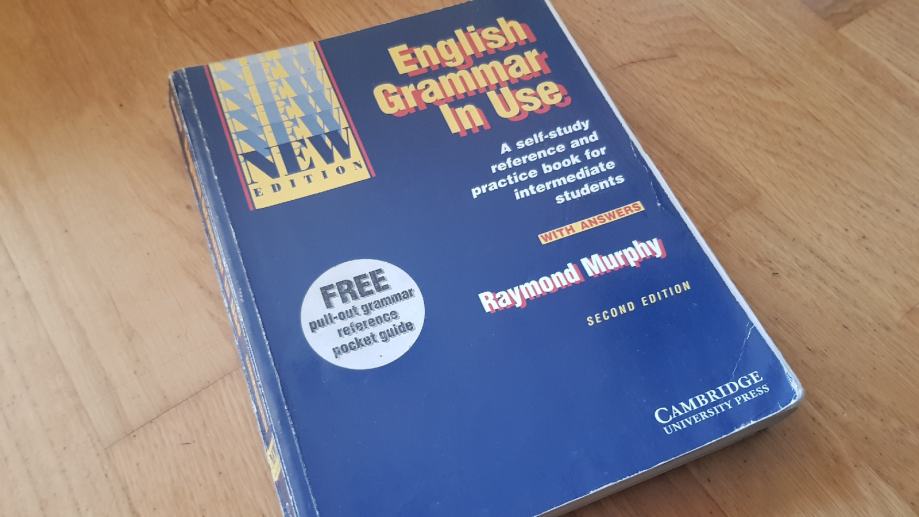 NEW
NEW
NEW
NEW
NEW
EDITION
English
Grammar
In Use
A self-study
reference and
practice book for
intermediate
students
WITH ANSWERS
Raymond Murphy
SECOND EDITION
FREE
pull-out grammar
reference
pocket guide
CAMBRIDGE
UNIVERSITY PRESS